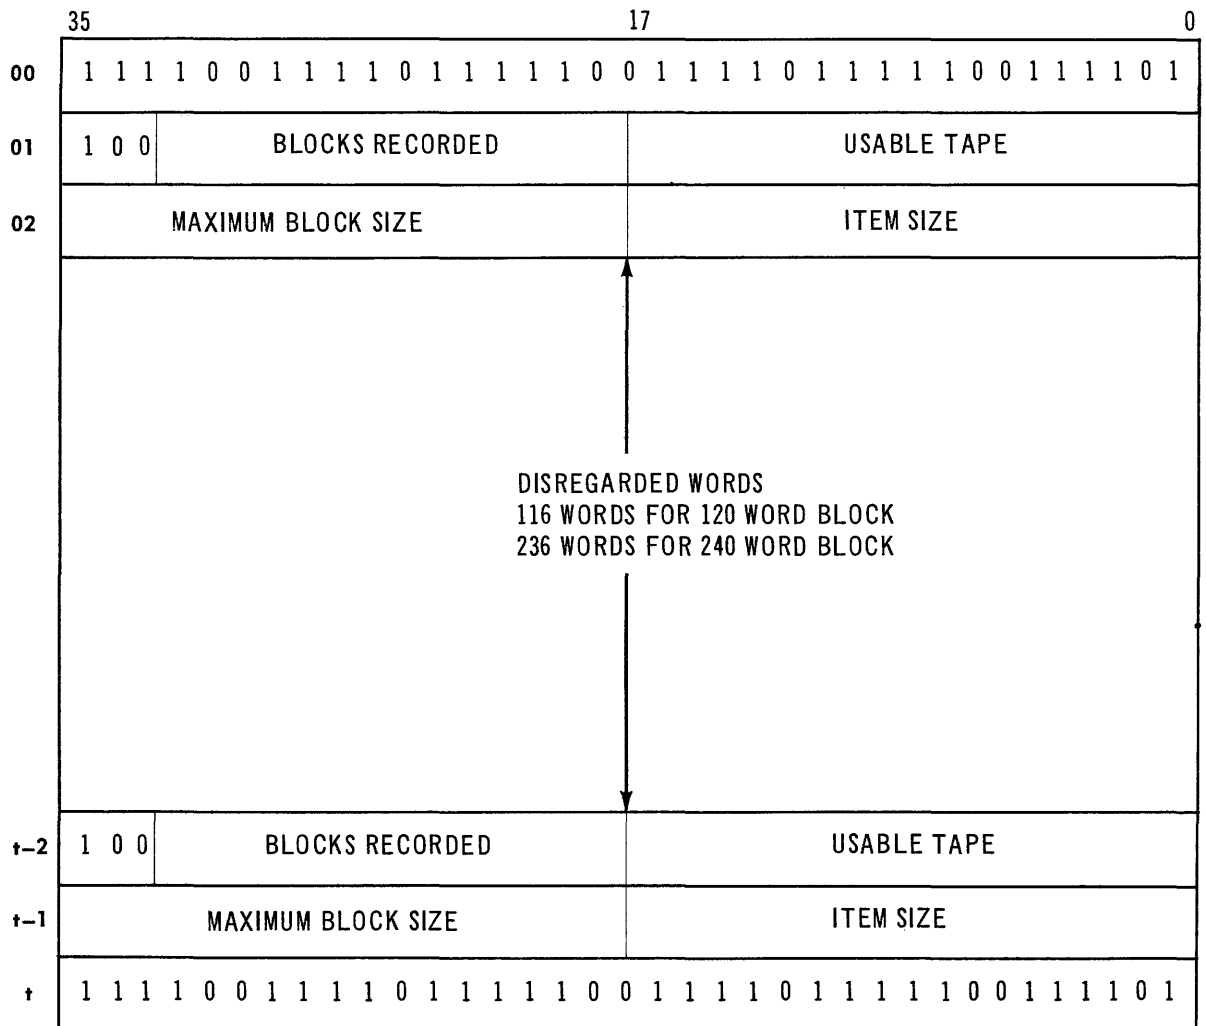 35 17 0
00 1 1 1 1 0 0 1 1 1 1 0 1 1 1 1 1 0 0 1 1 1 1 0 1 1 1 1 1 0 0 1 1 1 1 0 1
01 1 0 0 BLOCKS RECORDED USABLE TAPE
02 MAXIMUM BLOCK SIZE ITEM SIZE
DISREGARDED WORDS
116 WORDS FOR 120 WORD BLOCK
236 WORDS FOR 240 WORD BLOCK
t-2 1 0 0 BLOCKS RECORDED USABLE TAPE
t-1 MAXIMUM BLOCK SIZE ITEM SIZE
t 1 1 1 1 0 0 1 1 1 1 0 1 1 1 1 1 0 0 1 1 1 1 0 1 1 1 1 1 0 0 1 1 1 1 0 1